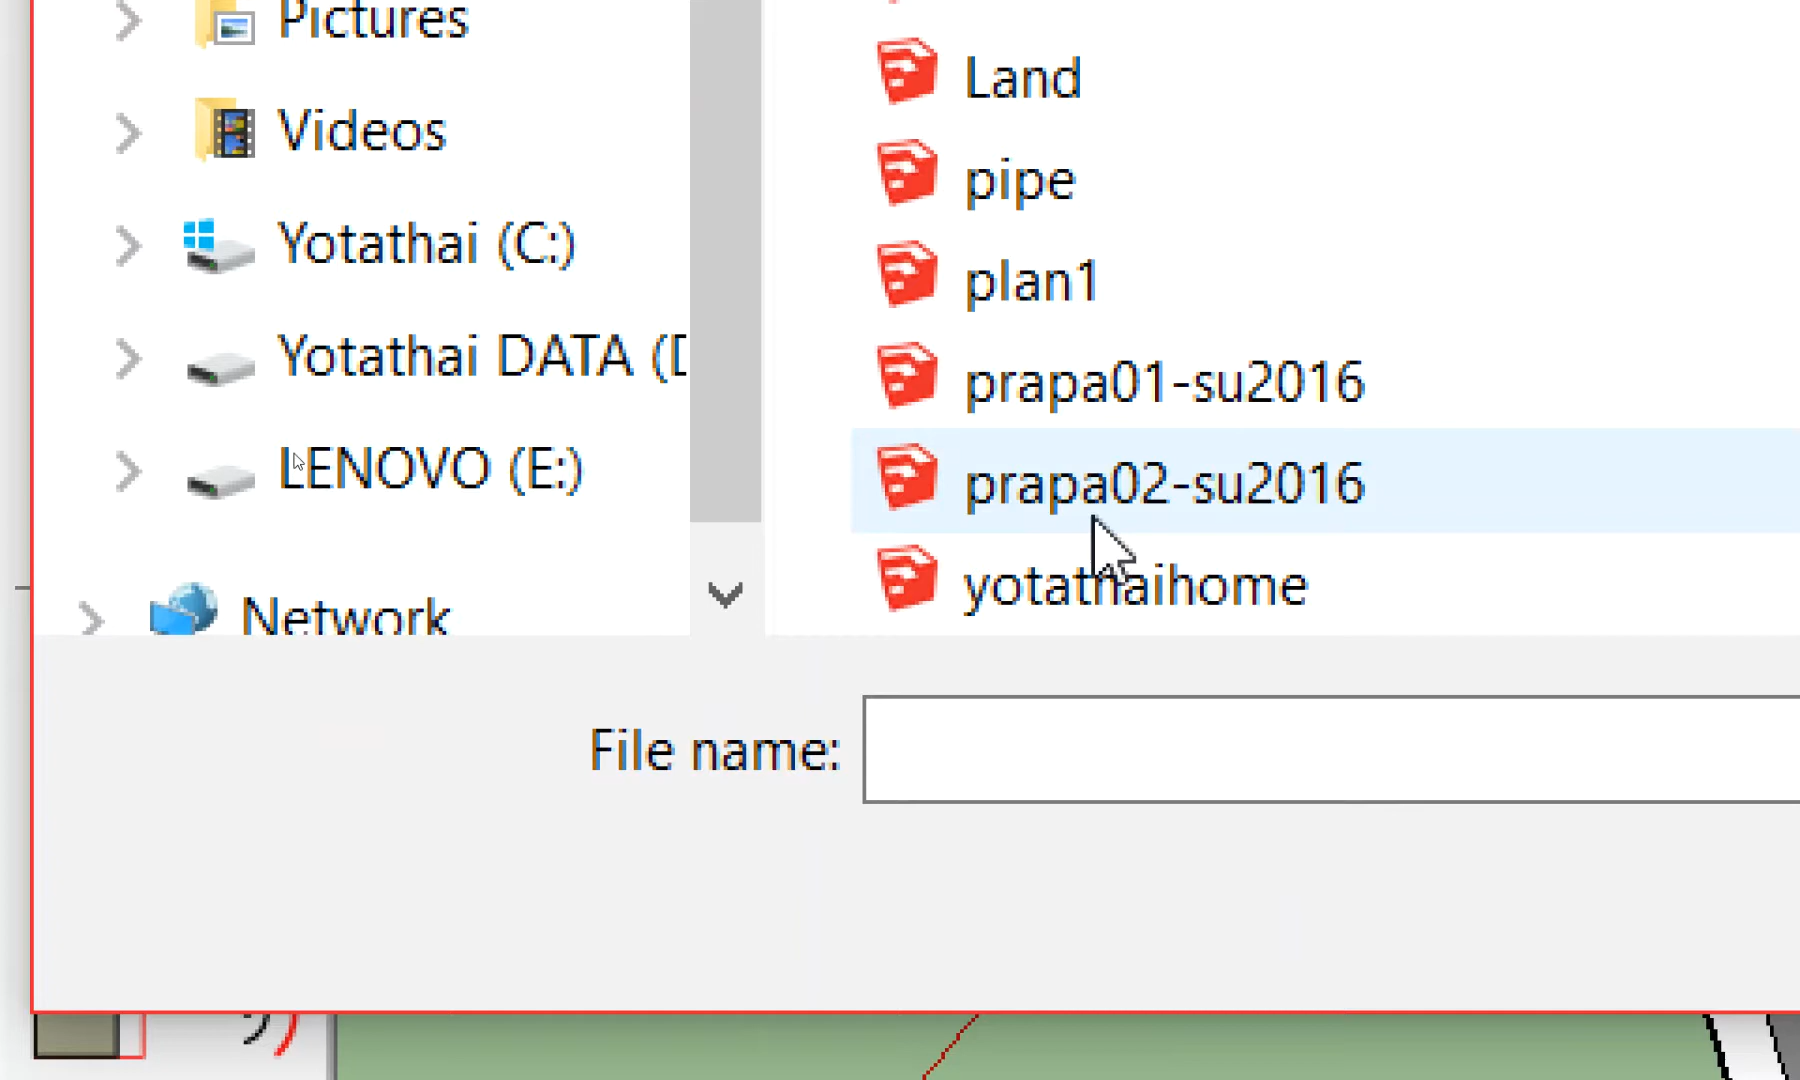 Pictures
Videos
Yotathai (C:)
Yotathai DATA (D
LENOVO (E:)
Network
Land
pipe
plan1
prapa01-su2016
prapa02-su2016
yotathaihome
File name: